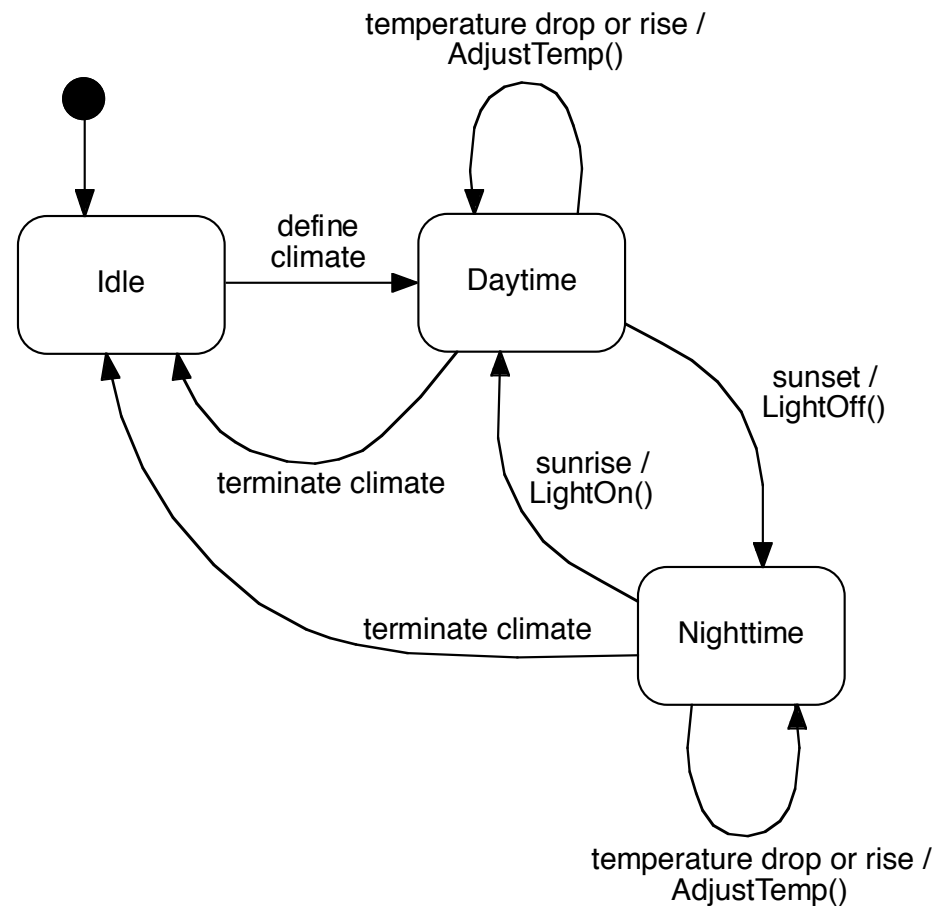 temperature drop or rise /
AdjustTemp()
define
climate
Idle
Daytime
sunset /
LightOff()
sunrise /
LightOn()
terminate climate
terminate climate
Nighttime
temperature drop or rise /
AdjustTemp()